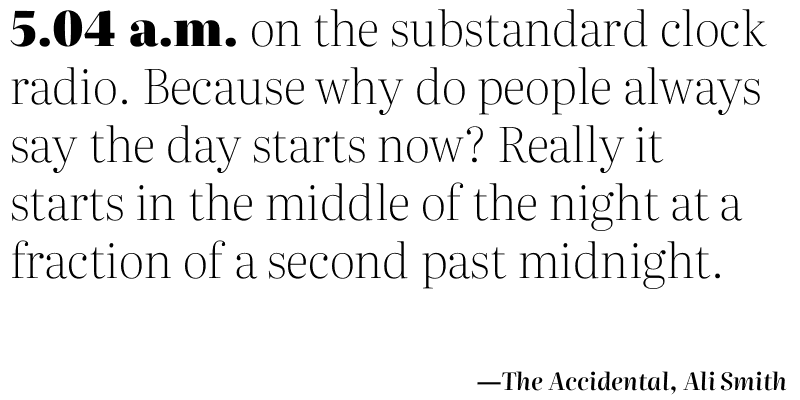 5.04 a.m. on the substandard clock
radio. Because why do people always
say the day starts now? Really it
starts in the middle of the night at a
fraction of a second past midnight.
—The Accidental, Ali Smith